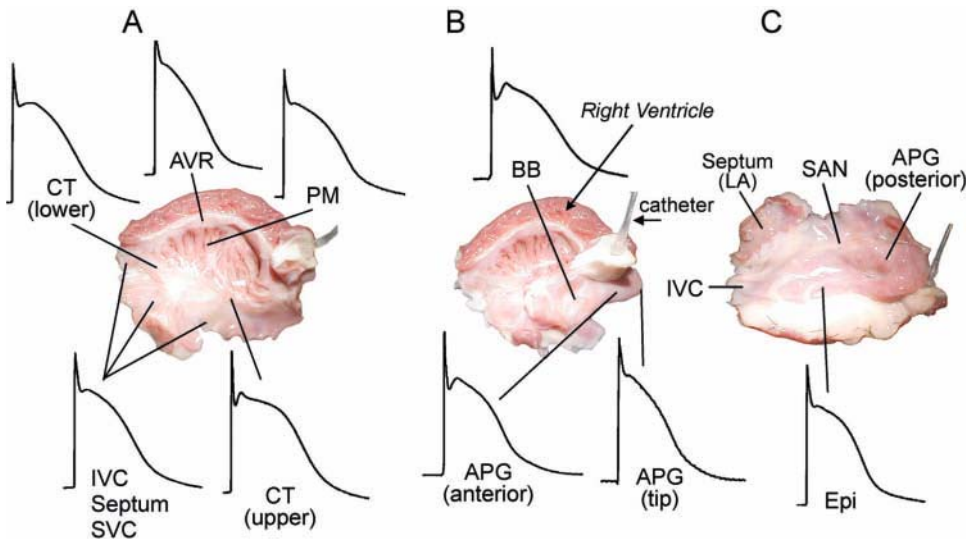 A
CT
(lower)
AVR
PM
IVC
Septum
SVC
CT
(upper)
B
Right Ventricle
BB
catheter
APG
(anterior)
APG
(tip)
C
Septum
(LA)
SAN
APG
(posterior)
IVC
Epi